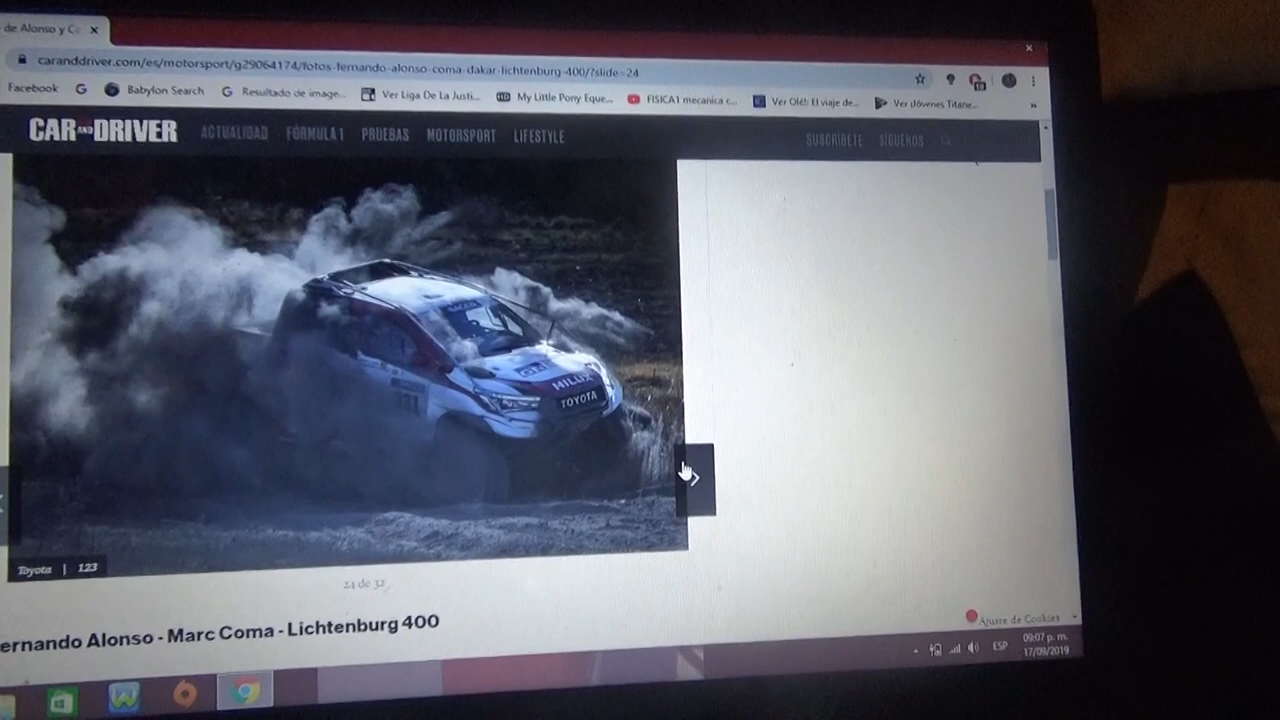 de Alonso y Co
caranddriver.com/es/motorsport/g29064174/fotos-fernando-alonso-coma-dakar-lichtenburg-400/?slide=24
Facebook Babylon Search Resultado de image... Ver Liga De La Justi... My Little Pony Eque... FISICA1 mecanica c... Ver Olé!: El viaje de... Ver ¡Jóvenes Titane... »
CAR AND DRIVER ACTUALIDAD FÓRMULA 1 PRUEBAS MOTORSPORT LIFESTYLE SUSCRÍBETE SÍGUENOS
GR
HILUX
TOYOTA
Toyota | 123
24 de 32
ernando Alonso - Marc Coma - Lichtenburg 400
Ajuste de Cookies
ESP
09:07 p. m.
17/09/2019